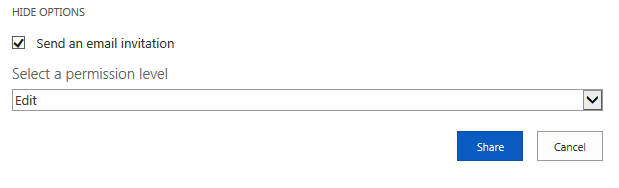 HIDE OPTIONS
Send an email invitation
Select a permission level
Edit
Share Cancel